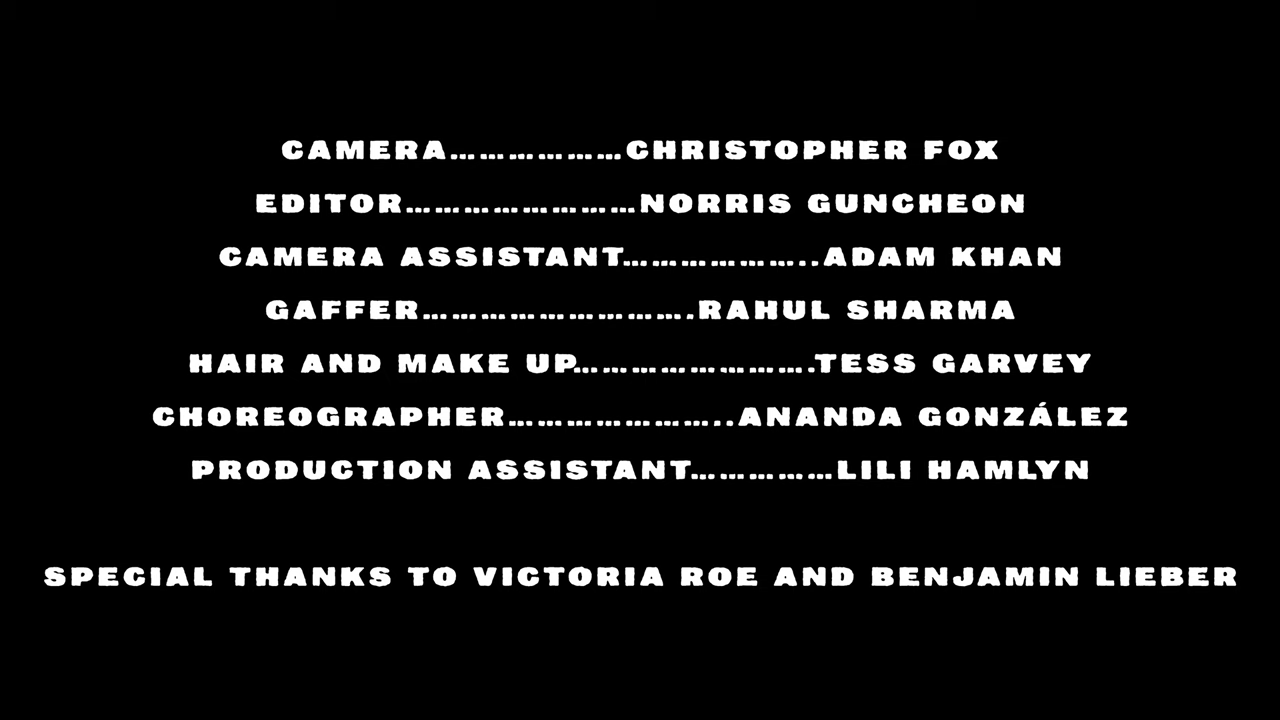 CAMERA………………CHRISTOPHER FOX
EDITOR……………………NORRIS GUNCHEON
CAMERA ASSISTANT………………..ADAM KHAN
GAFFER……………………….RAHUL SHARMA
HAIR AND MAKE UP…………………….TESS GARVEY
CHOREOGRAPHER…………………..ANANDA GONZÁLEZ
PRODUCTION ASSISTANT……………LILI HAMLYN
SPECIAL THANKS TO VICTORIA ROE AND BENJAMIN LIEBER